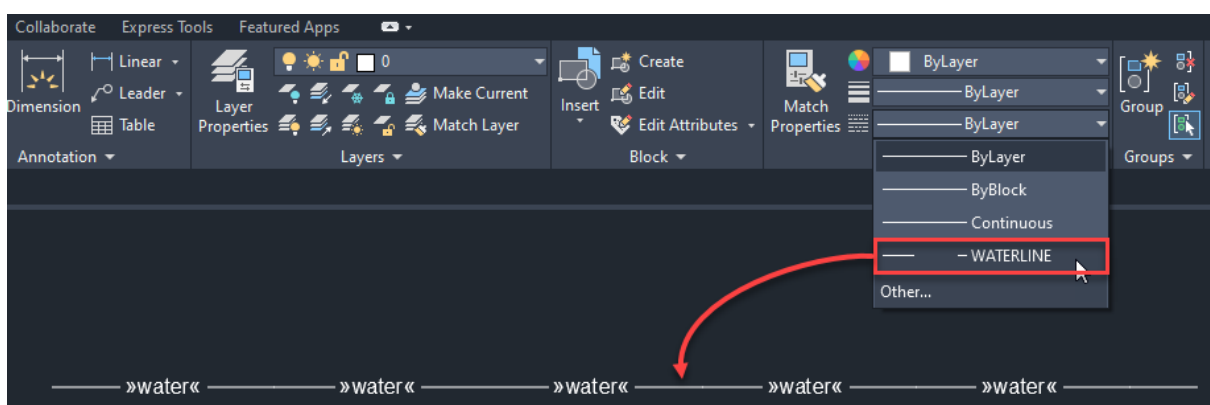 Collaborate Express Tools Featured Apps
Linear 0 Create ByLayer
Leader Make Current Edit ByLayer
Dimension Layer Properties Insert Match Properties Group
Table Match Layer Edit Attributes ByLayer
Annotation Layers Block Groups
ByLayer
ByBlock
Continuous
WATERLINE
Other...
»water« »water« »water« »water« »water«